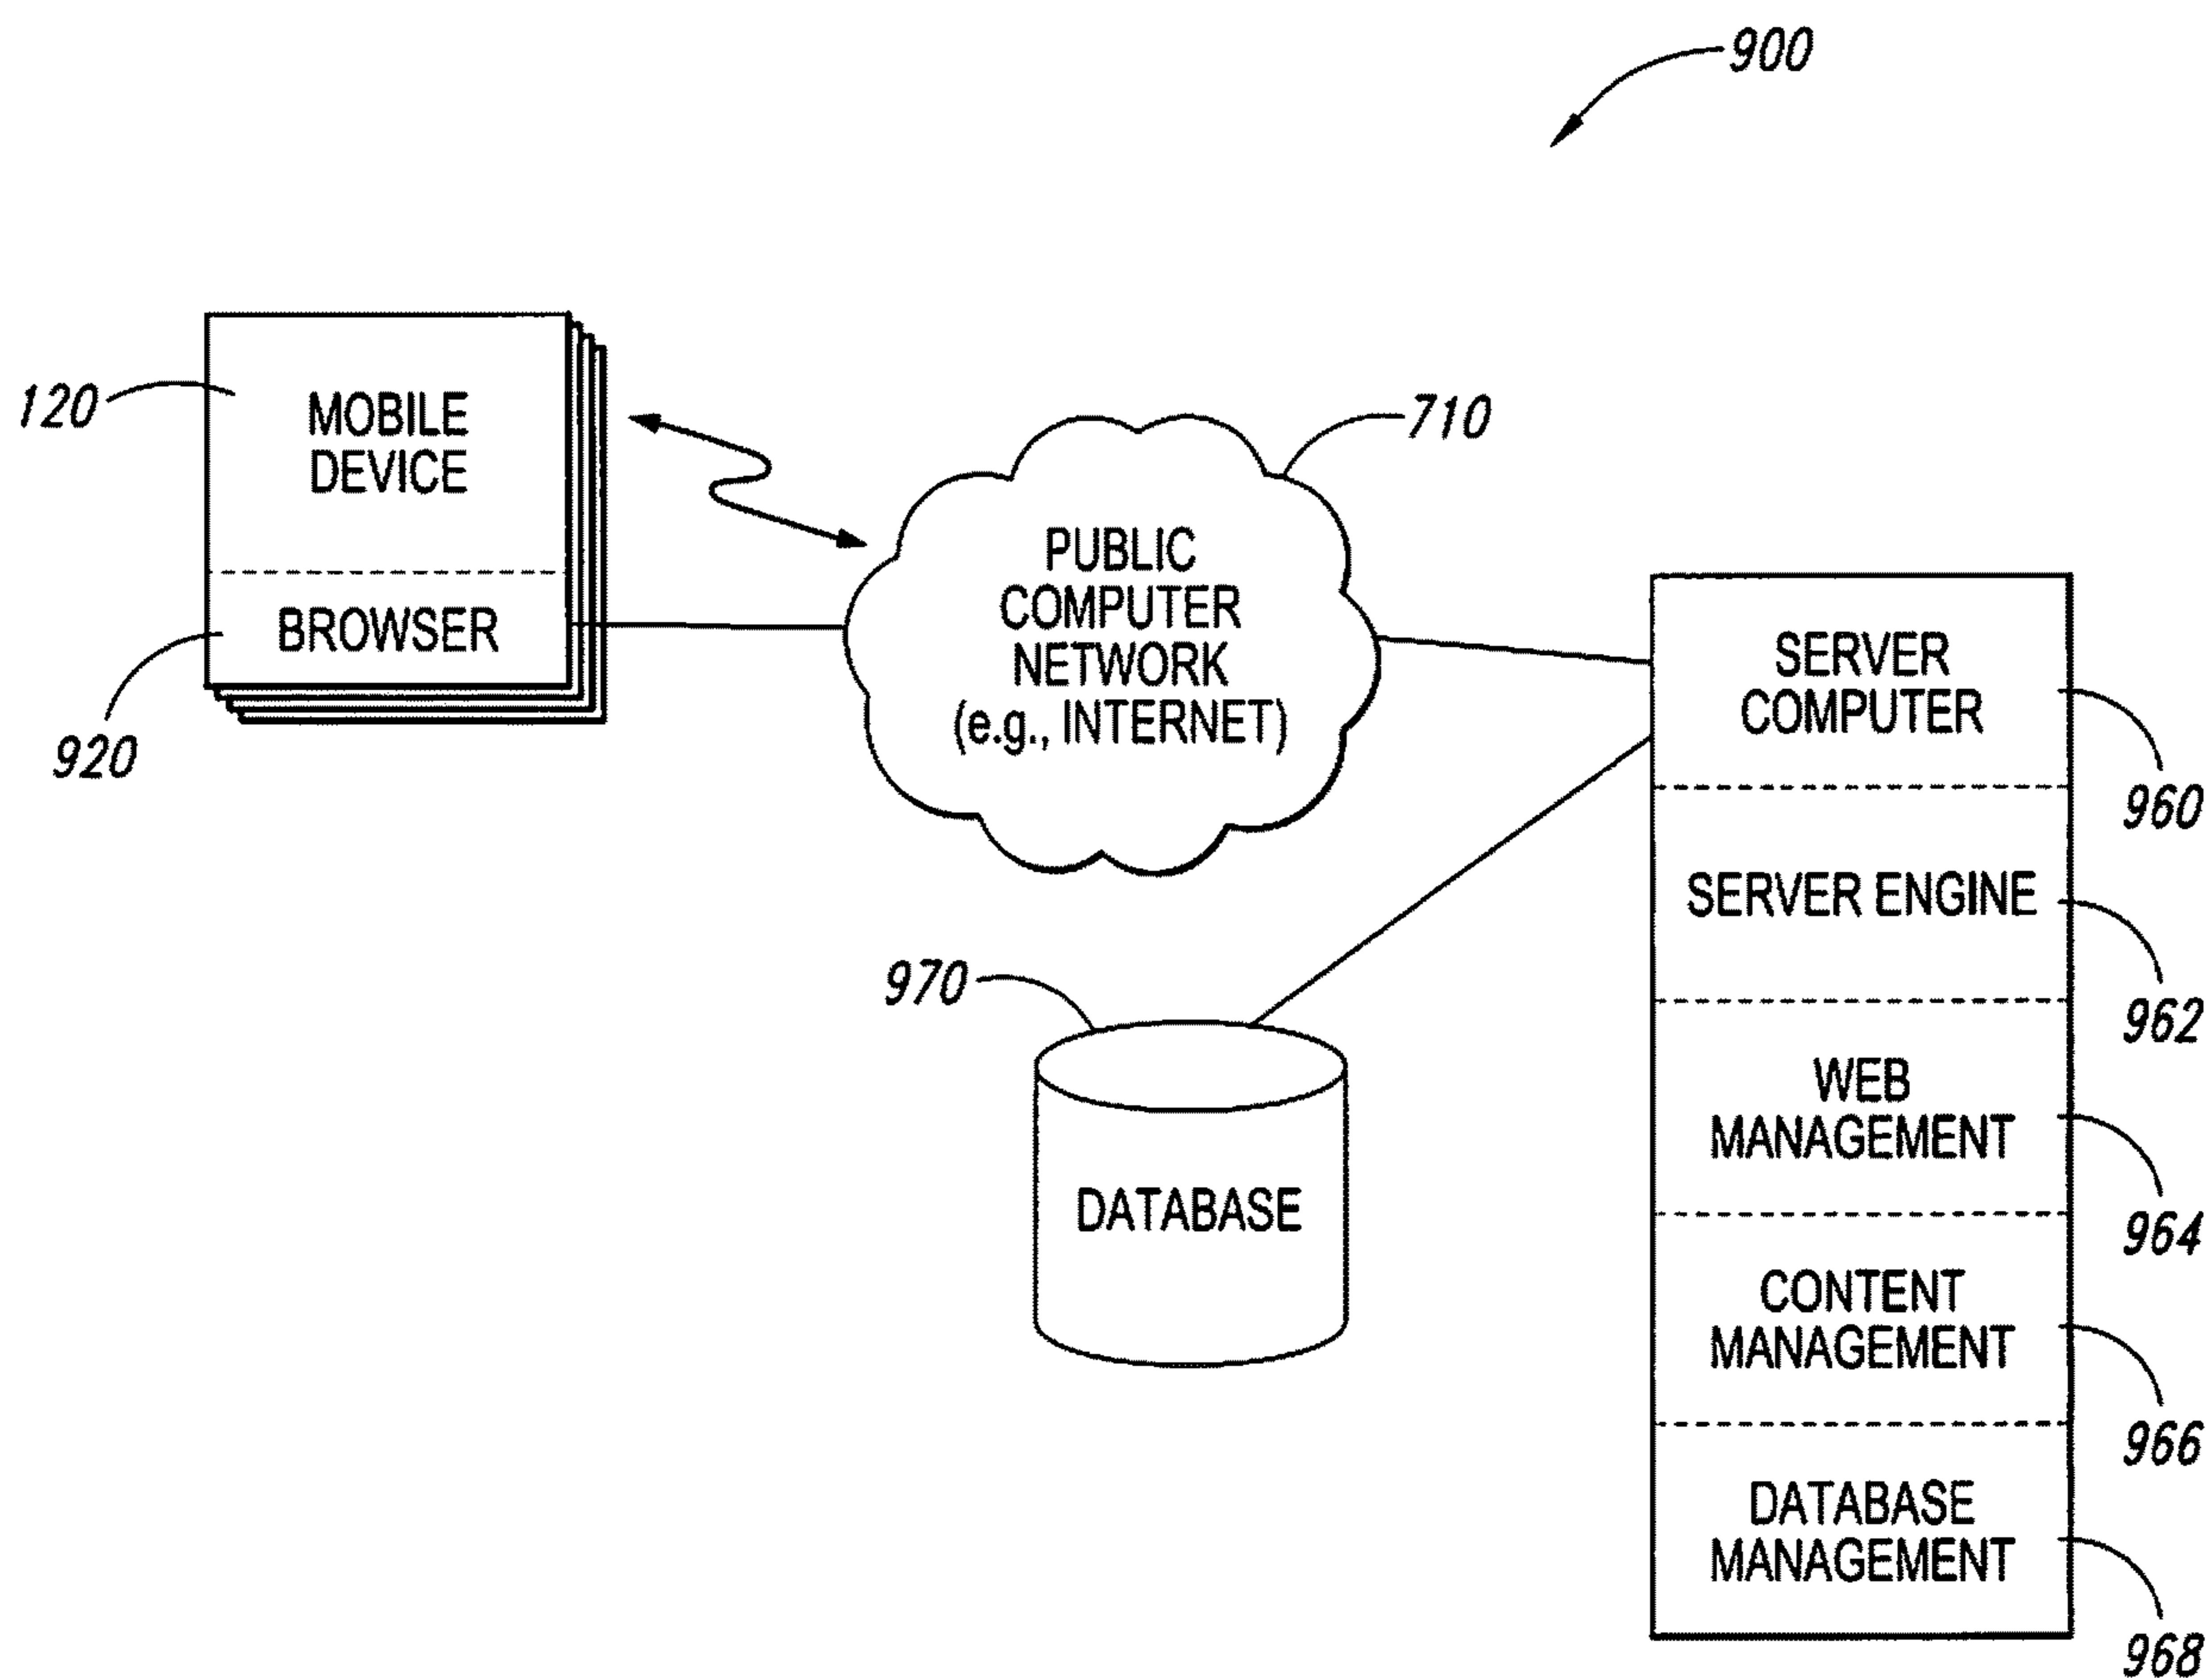 900
120
MOBILE
DEVICE
BROWSER
920
710
PUBLIC
COMPUTER
NETWORK
(e.g., INTERNET)
970
DATABASE
SERVER
COMPUTER
960
SERVER ENGINE
962
WEB
MANAGEMENT
964
CONTENT
MANAGEMENT
966
DATABASE
MANAGEMENT
968